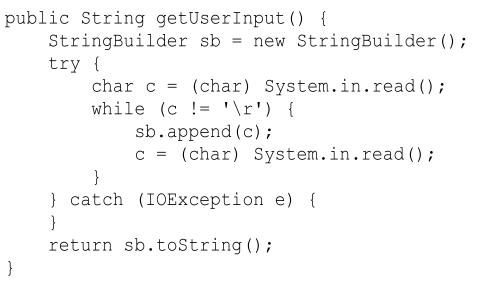 public String getUserInput() {
    StringBuilder sb = new StringBuilder();
    try {
        char c = (char) System.in.read();
        while (c != '\r') {
            sb.append(c);
            c = (char) System.in.read();
        }
    } catch (IOException e) {
    }
    return sb.toString();
}